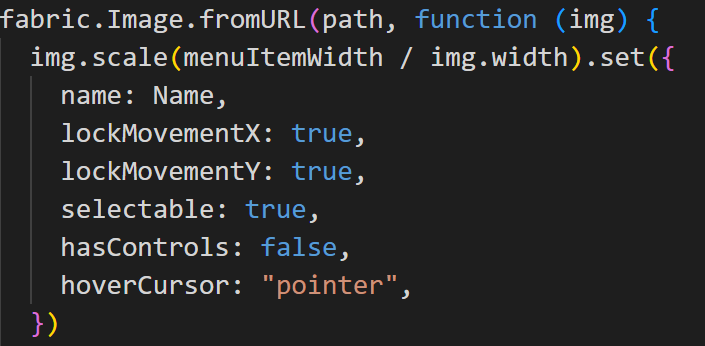 fabric.Image.fromURL(path, function (img) {
  img.scale(menuItemWidth / img.width).set({
    name: Name,
    lockMovementX: true,
    lockMovementY: true,
    selectable: true,
    hasControls: false,
    hoverCursor: "pointer",
  })